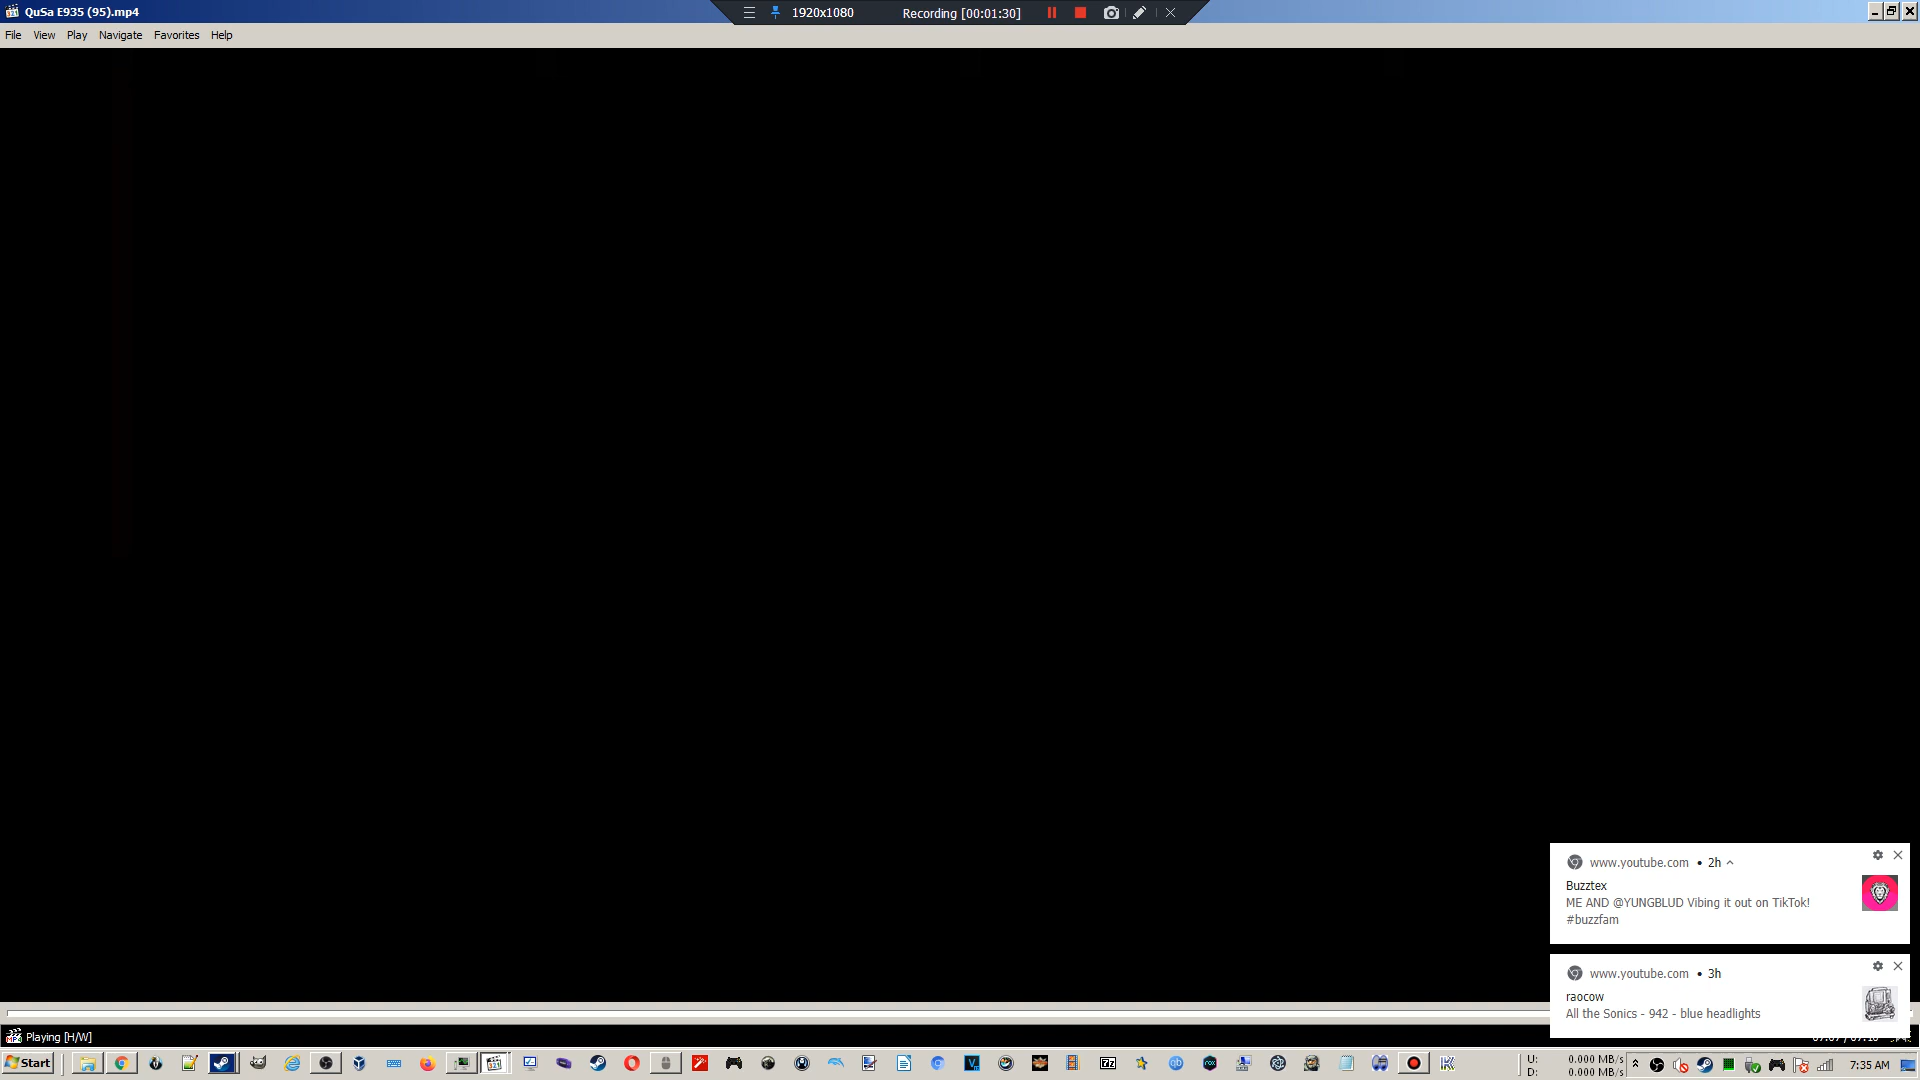 QuSa E935 (95).mp4
1920x1080 Recording [00:01:30]
File View Play Navigate Favorites Help
www.youtube.com • 2h
Buzztex
ME AND @YUNGBLUD Vibing it out on TikTok!
#buzzfam
www.youtube.com • 3h
raocow
All the Sonics - 942 - blue headlights
Playing [H/W]
Start
U: 0.000 MB/s
D: 0.000 MB/s
7:35 AM